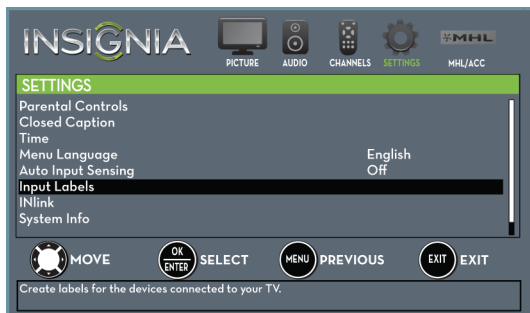 INSIGNIA
PICTURE AUDIO CHANNELS SETTINGS MHL MHL/ACC
SETTINGS
Parental Controls
Closed Caption
Time
Menu Language English
Auto Input Sensing Off
Input Labels
INlink
System Info
MOVE OK ENTER SELECT MENU PREVIOUS EXIT EXIT
Create labels for the devices connected to your TV.